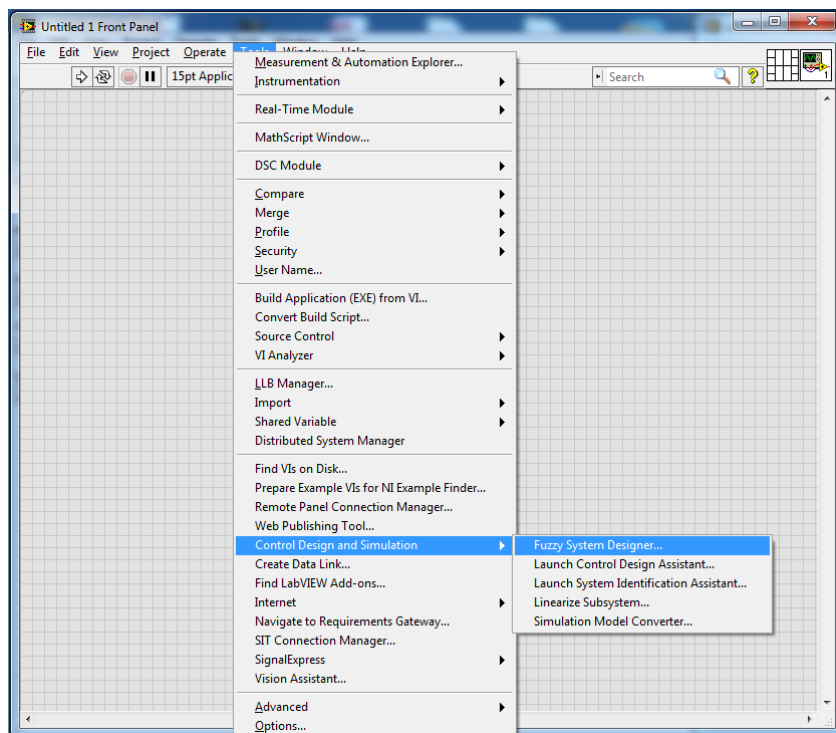 Untitled 1 Front Panel
File Edit View Project Operate Tools Window Help
15pt Applic
Search
1
Measurement & Automation Explorer...
Instrumentation
Real-Time Module
MathScript Window...
DSC Module
Compare
Merge
Profile
Security
User Name...
Build Application (EXE) from VI...
Convert Build Script...
Source Control
VI Analyzer
LLB Manager...
Import
Shared Variable
Distributed System Manager
Find VIs on Disk...
Prepare Example VIs for NI Example Finder...
Remote Panel Connection Manager...
Web Publishing Tool...
Control Design and Simulation
Fuzzy System Designer...
Create Data Link...
Launch Control Design Assistant...
Find LabVIEW Add-ons...
Launch System Identification Assistant...
Internet
Linearize Subsystem...
Navigate to Requirements Gateway...
Simulation Model Converter...
SIT Connection Manager...
SignalExpress
Vision Assistant...
Advanced
Options...